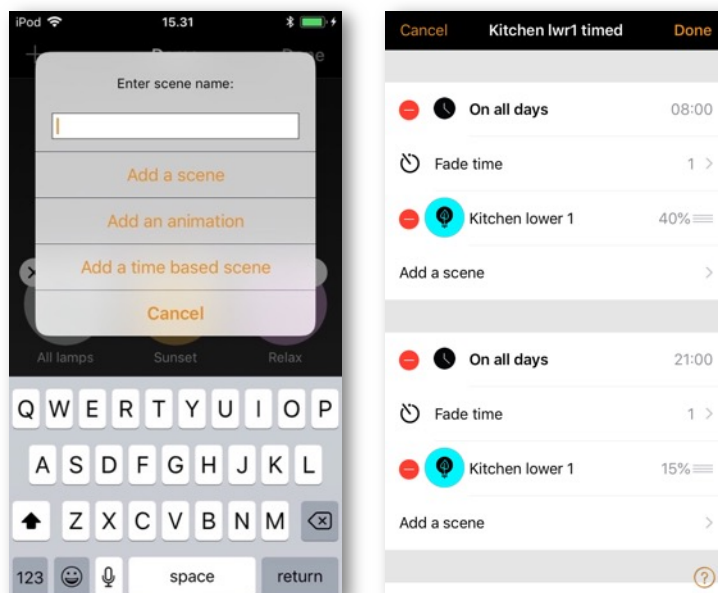 iPod 15.31
Enter scene name:
Add a scene
Add an animation
Add a time based scene
Cancel
All lamps Sunset Relax
Q W E R T Y U I O P
A S D F G H J K L
Z X C V B N M
123 space return
Cancel Kitchen lwr1 timed Done
On all days 08:00
Fade time 1
Kitchen lower 1 40%
Add a scene
On all days 21:00
Fade time 1
Kitchen lower 1 15%
Add a scene
?